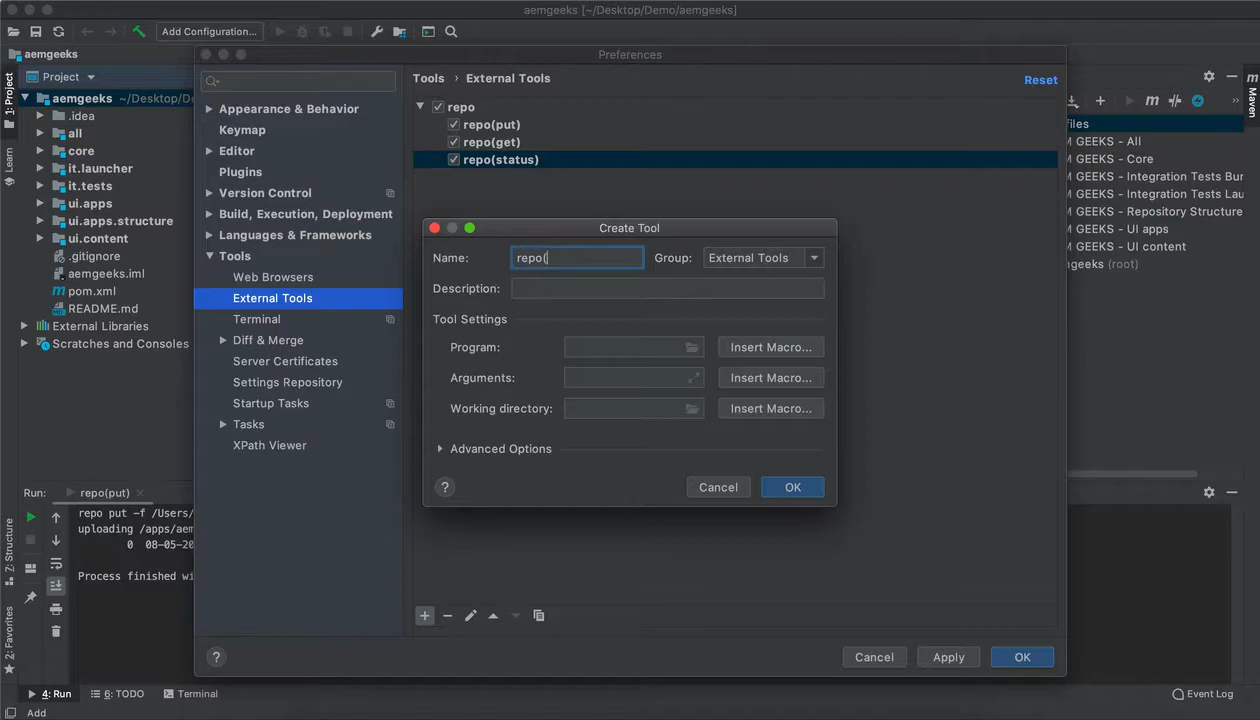 aemgeeks [~/Desktop/Demo/aemgeeks]
Add Configuration...
aemgeeks
Preferences
1: Project
Project
Maven
Tools › External Tools
Reset
aemgeeks ~/Desktop/De
.idea
all
core
it.launcher
it.tests
ui.apps
ui.apps.structure
ui.content
.gitignore
aemgeeks.iml
pom.xml
README.md
External Libraries
Scratches and Consoles
Learn
Appearance & Behavior
Keymap
Editor
Plugins
Version Control
Build, Execution, Deployment
Languages & Frameworks
Tools
Web Browsers
External Tools
Terminal
Diff & Merge
Server Certificates
Settings Repository
Startup Tasks
Tasks
XPath Viewer
repo
repo(put)
repo(get)
repo(status)
files
M GEEKS - All
M GEEKS - Core
M GEEKS - Integration Tests Bun
M GEEKS - Integration Tests Lau
M GEEKS - Repository Structure
M GEEKS - UI apps
M GEEKS - UI content
geeks (root)
Create Tool
Name: repo( Group: External Tools
Description:
Tool Settings
Program: Insert Macro...
Arguments: Insert Macro...
Working directory: Insert Macro...
Advanced Options
? Cancel OK
Run: repo(put)
repo put -f /Users/
uploading /apps/aem
0 08-05-20
Process finished wi
Z: Structure
2: Favorites
? Cancel Apply OK
4: Run 6: TODO Terminal Event Log
Add